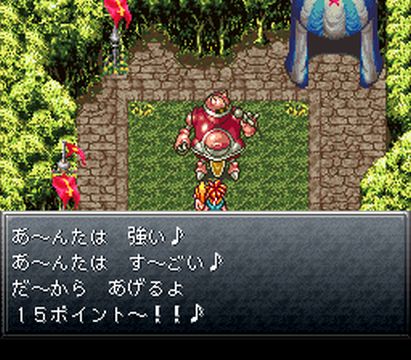 あ～んたは　強い♪
あ～んたは　す～ごい♪
だ～から　あげるよ
１５ポイント～！！♪